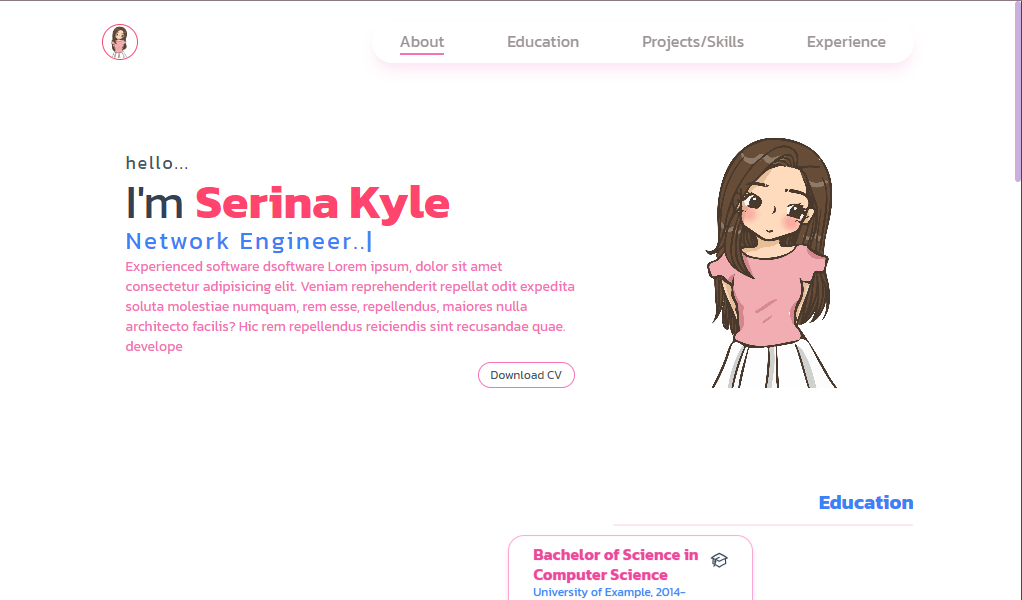 About Education Projects/Skills Experience
hello...
I'm Serina Kyle
Network Engineer..|
Experienced software dsoftware Lorem ipsum, dolor sit amet
consectetur adipisicing elit. Veniam reprehenderit repellat odit expedita
soluta molestiae numquam, rem esse, repellendus, maiores nulla
architecto facilis? Hic rem repellendus reiciendis sint recusandae quae.
develope
Download CV
Education
Bachelor of Science in
Computer Science
University of Example, 2014-